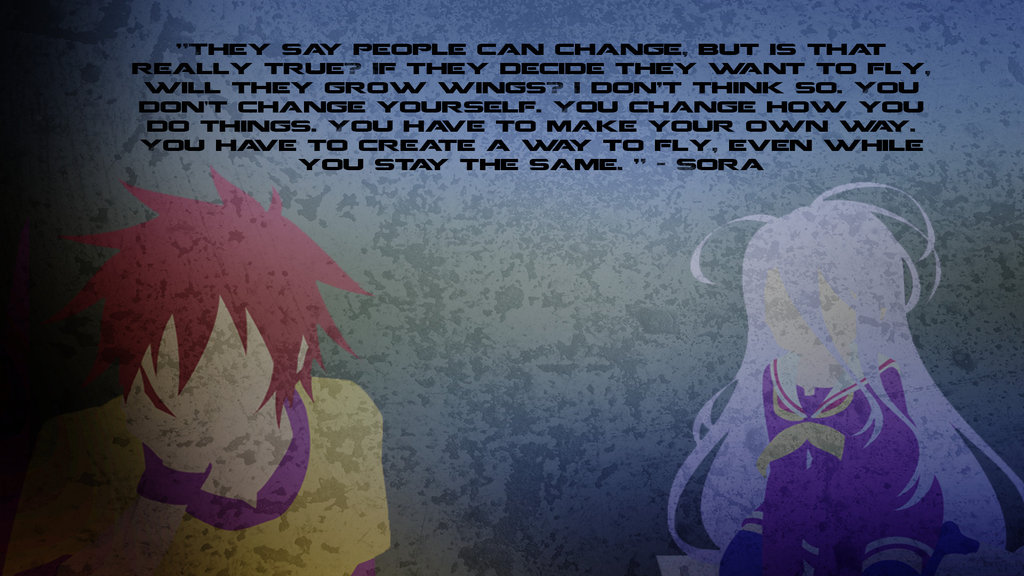 "THEY SAY PEOPLE CAN CHANGE, BUT IS THAT
REALLY TRUE? IF THEY DECIDE THEY WANT TO FLY,
WILL THEY GROW WINGS? I DON'T THINK SO. YOU
DON'T CHANGE YOURSELF. YOU CHANGE HOW YOU
DO THINGS. YOU HAVE TO MAKE YOUR OWN WAY.
YOU HAVE TO CREATE A WAY TO FLY, EVEN WHILE
YOU STAY THE SAME." - SORA